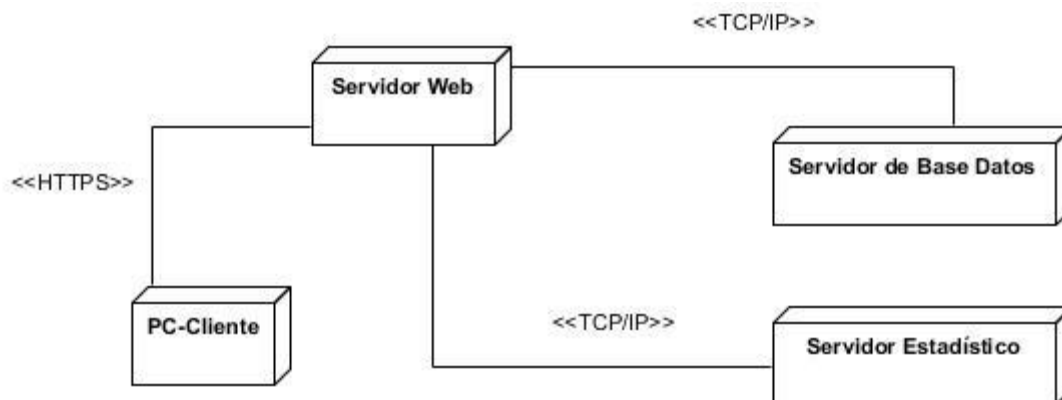 <<TCP/IP>>
Servidor Web
Servidor de Base Datos
<<HTTPS>>
PC-Cliente
<<TCP/IP>>
Servidor Estadístico